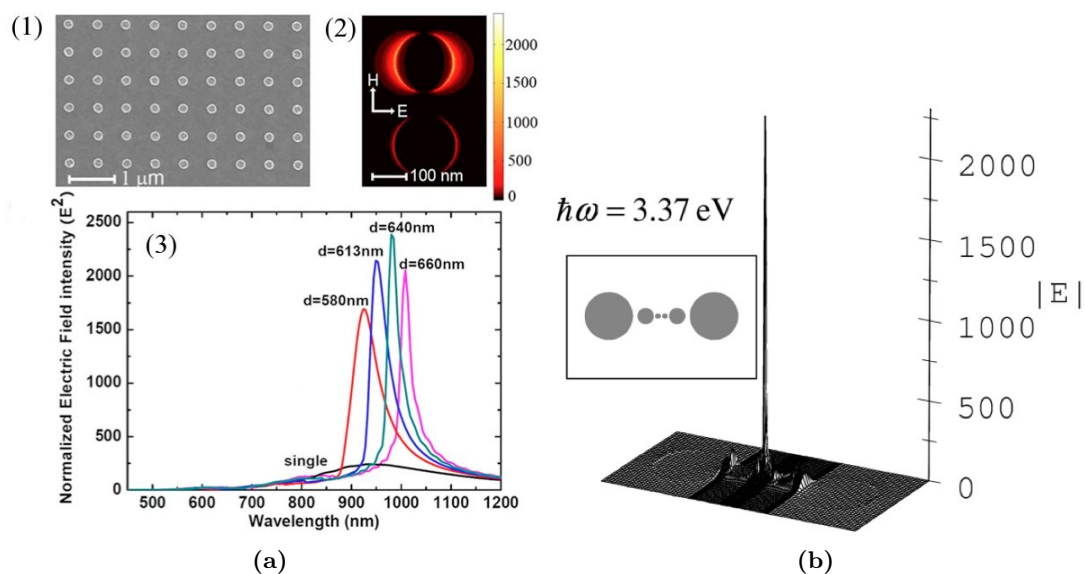 (1)
1 μm
(2)
H
E
100 nm
2000
1500
1000
500
0
(3)
Normalized Electric Field intensity (E²)
2500
2000
1500
1000
500
250
0
d=640nm
d=613nm
d=660nm
d=580nm
single
500 600 700 800 900 1000 1100 1200
Wavelength (nm)
(a)
ħω = 3.37 eV
2000
1500
1000
500
0
|E|
(b)